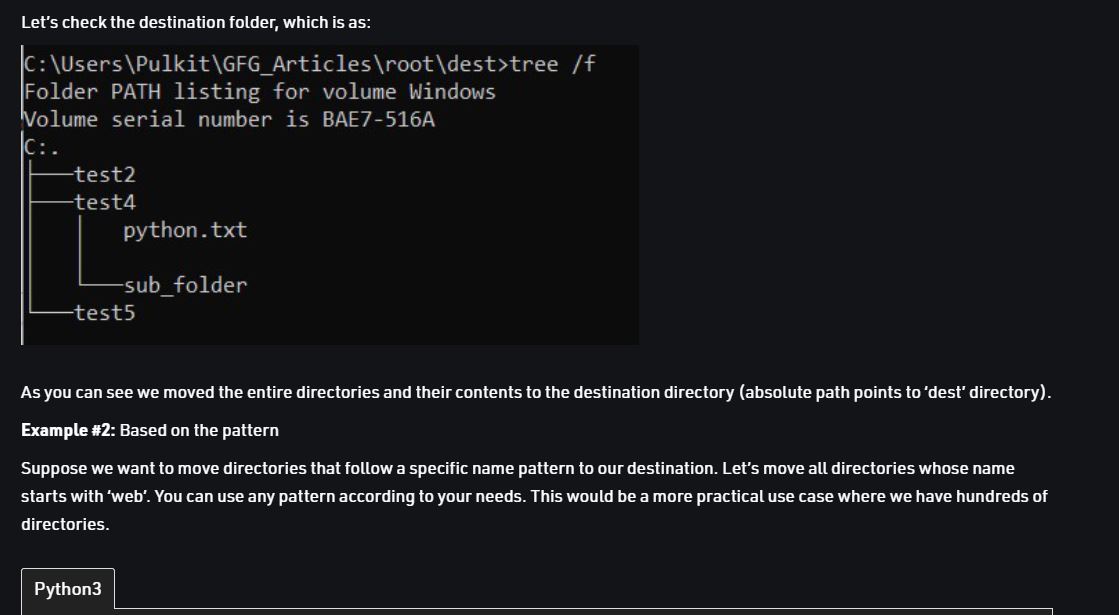 Let’s check the destination folder, which is as:
C:\Users\Pulkit\GFG_Articles\root\dest>tree /f
Folder PATH listing for volume Windows
Volume serial number is BAE7-516A
C:.
├───test2
├───test4
│   │   python.txt
│   │
│   └───sub_folder
└───test5
As you can see we moved the entire directories and their contents to the destination directory (absolute path points to ‘dest’ directory).
Example #2: Based on the pattern
Suppose we want to move directories that follow a specific name pattern to our destination. Let’s move all directories whose name
starts with ‘web’. You can use any pattern according to your needs. This would be a more practical use case where we have hundreds of
directories.
Python3